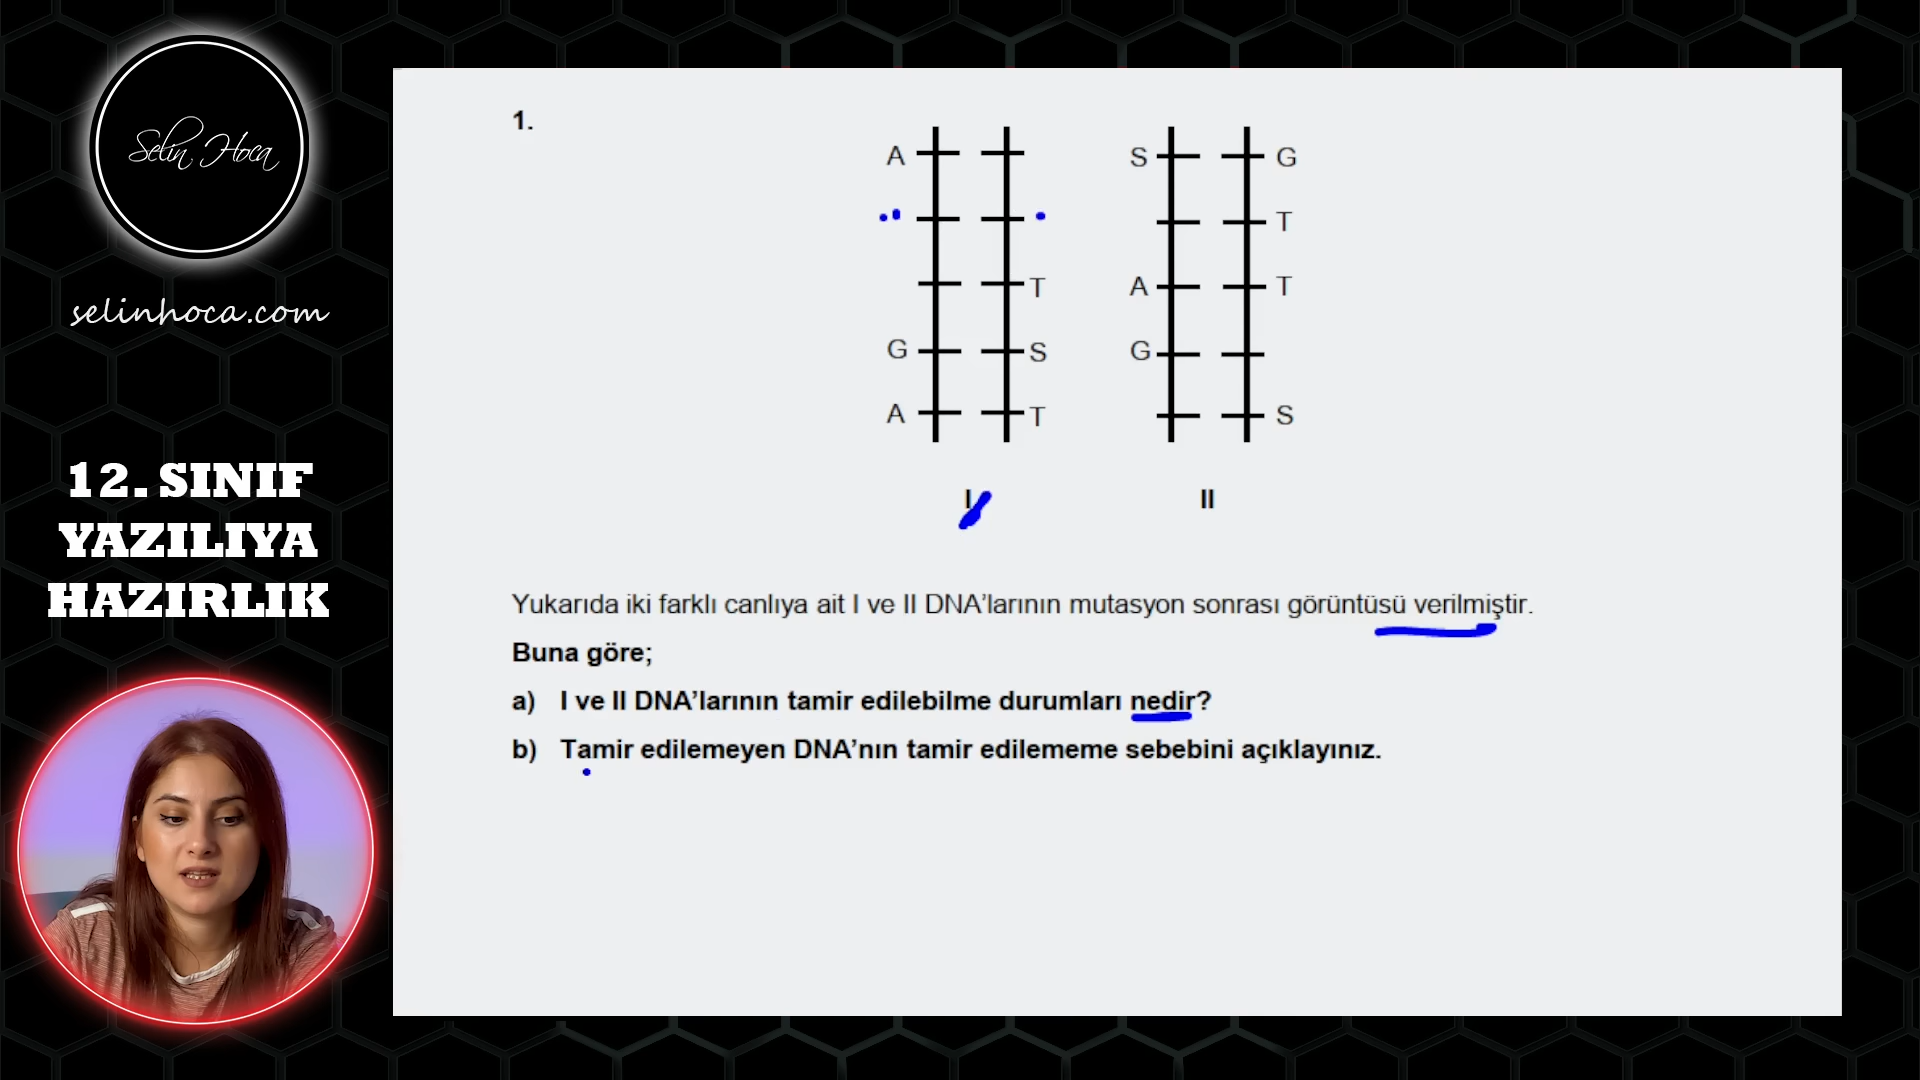 Selin Hoca
selinhoca.com
12. SINIF
YAZILIYA
HAZIRLIK
1.
A
S G
T
T A T
G S G
A T S
I II
Yukarıda iki farklı canlıya ait I ve II DNA’larının mutasyon sonrası görüntüsü verilmiştir.
Buna göre;
a) I ve II DNA’larının tamir edilebilme durumları nedir?
b) Tamir edilemeyen DNA’nın tamir edilememe sebebini açıklayınız.